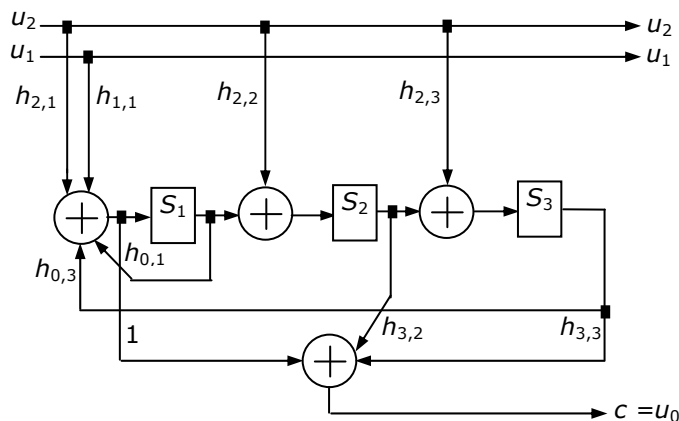 u₂ u₂
u₁ u₁
h₂,₁ h₁,₁ h₂,₂ h₂,₃
S₁ S₂ S₃
+ + +
h₀,₁
h₀,₃
1 h₃,₂ h₃,₃
+
c =u₀